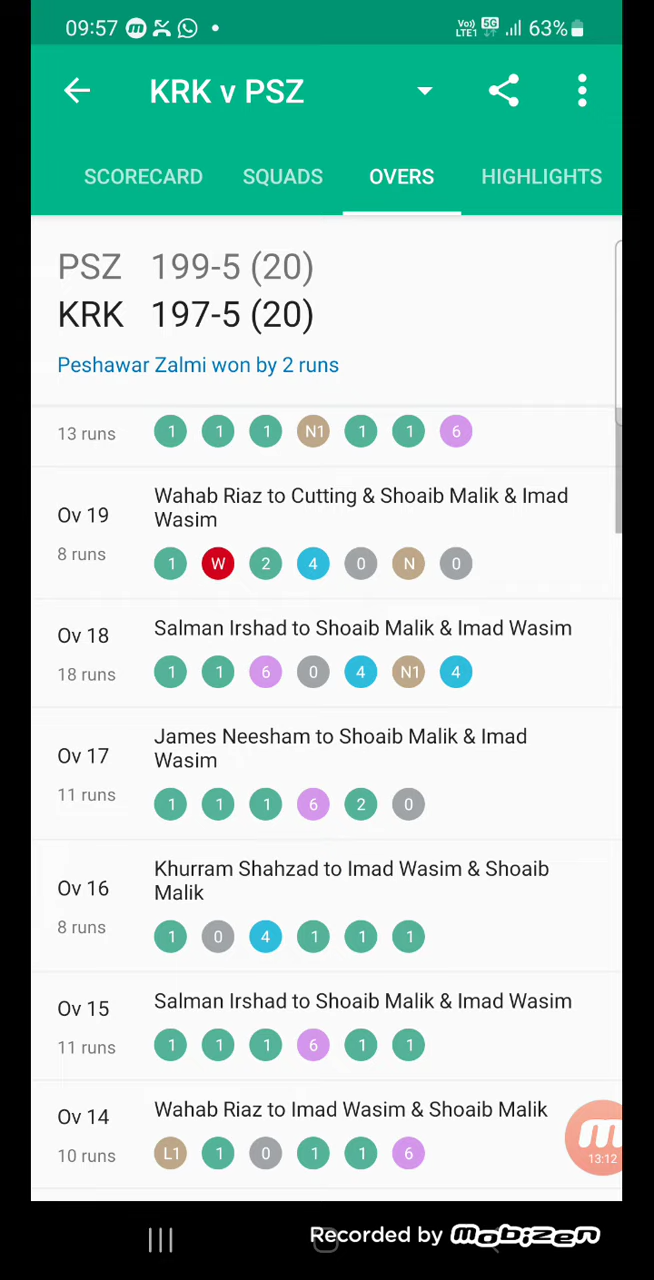 09:57 Vo)) 5G LTE1 63%
KRK v PSZ
SCORECARD SQUADS OVERS HIGHLIGHTS
PSZ 199-5 (20)
KRK 197-5 (20)
Peshawar Zalmi won by 2 runs
13 runs 1 1 1 N1 1 1 6
Wahab Riaz to Cutting & Shoaib Malik & Imad
Wasim
Ov 19
8 runs 1 W 2 4 0 N 0
Salman Irshad to Shoaib Malik & Imad Wasim
Ov 18
18 runs 1 1 6 0 4 N1 4
James Neesham to Shoaib Malik & Imad
Wasim
Ov 17
11 runs 1 1 1 6 2 0
Khurram Shahzad to Imad Wasim & Shoaib
Malik
Ov 16
8 runs 1 0 4 1 1 1
Salman Irshad to Shoaib Malik & Imad Wasim
Ov 15
11 runs 1 1 1 6 1 1
Wahab Riaz to Imad Wasim & Shoaib Malik
Ov 14
10 runs L1 1 0 1 1 6
13:12
Recorded by mobizen